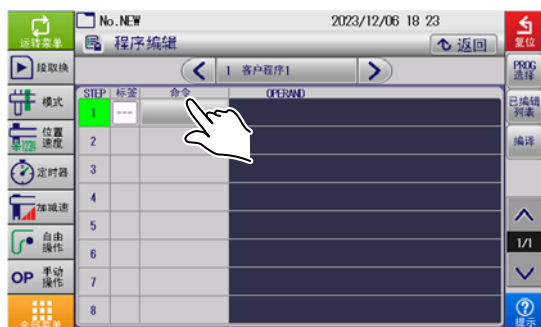 No.NEW 2023/12/06 18 23
运转菜单
程序编辑
返回
复位
段取换
1 客户程序1
PROG
选择
STEP 标签 命令 OPERAND
模式
1 ---
已编辑
列表
位置
速度
2
编译
定时器
3
加减速
4
自由
操作
5
1/1
6
OP 手动
操作
7
全部菜单
8
提示